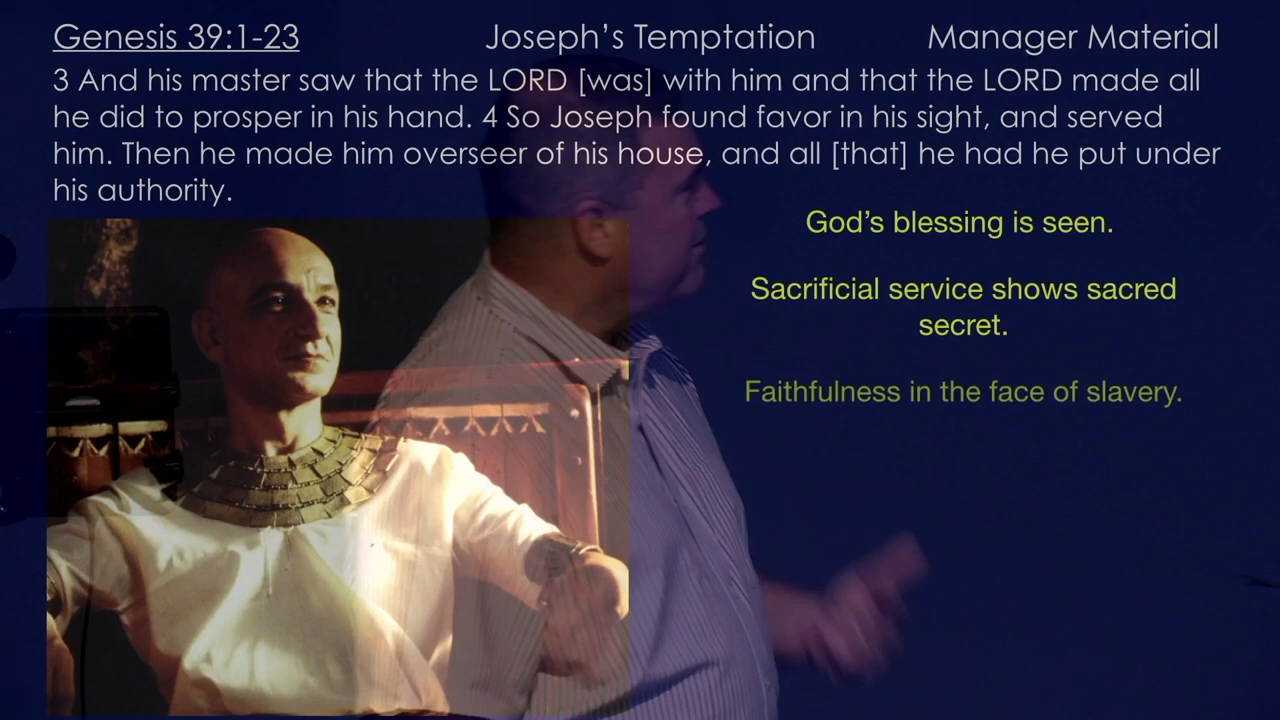 Genesis 39:1-23 Joseph's Temptation Manager Material
3 And his master saw that the LORD [was] with him and that the LORD made all
he did to prosper in his hand. 4 So Joseph found favor in his sight, and served
him. Then he made him overseer of his house, and all [that] he had he put under
his authority.
God's blessing is seen.
Sacrificial service shows sacred
secret.
Faithfulness in the face of slavery.